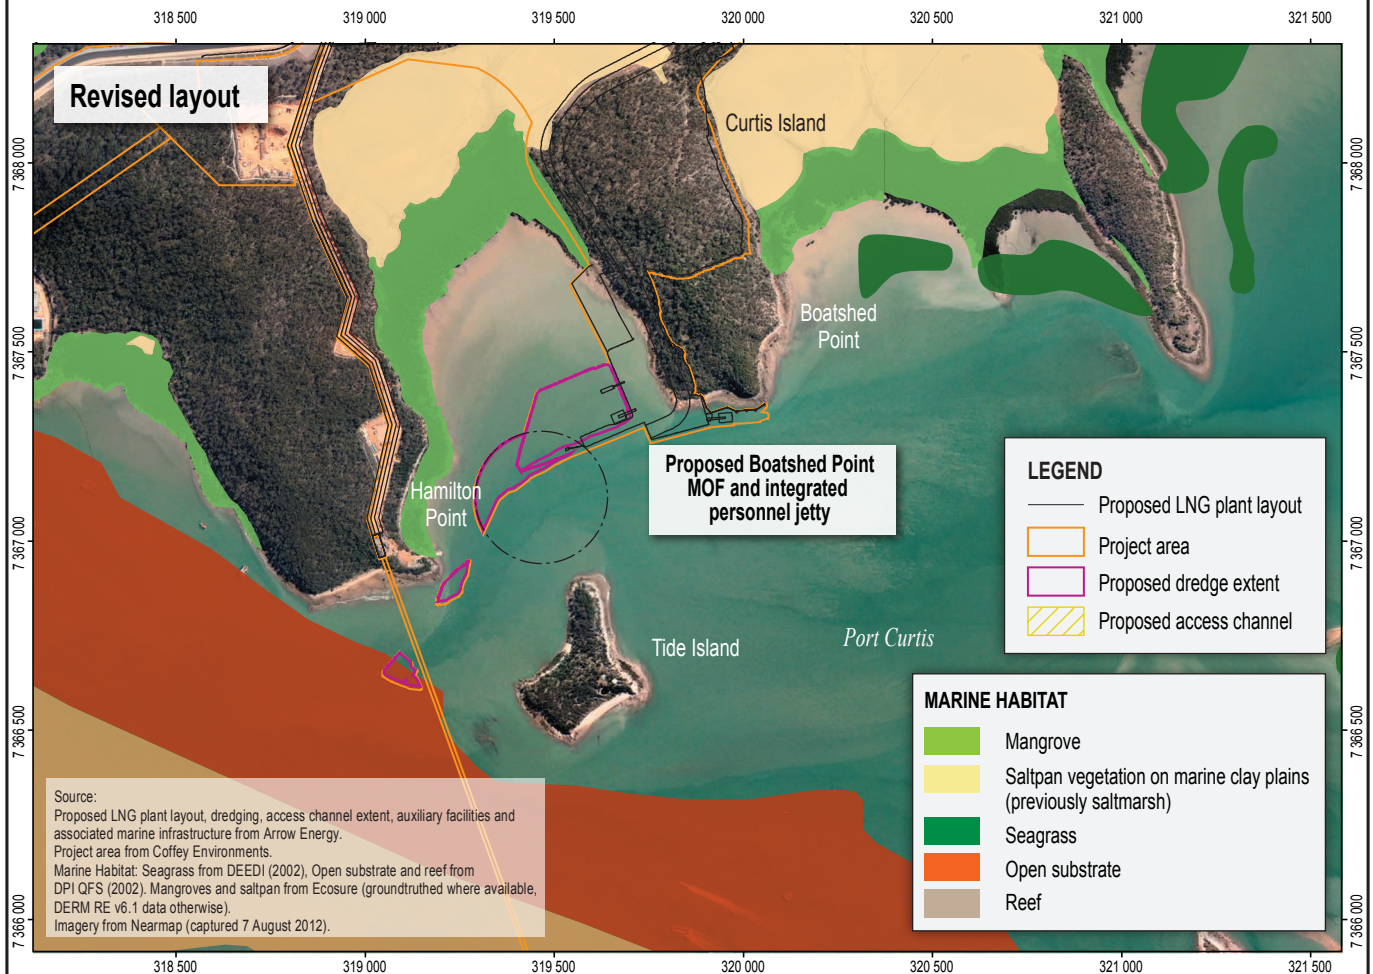 318 500 319 000 319 500 320 000 320 500 321 000 321 500
Revised layout
Curtis Island
7 368 000
7 368 000
Boatshed
Point
7 367 500
7 367 500
Proposed Boatshed Point
MOF and integrated
personnel jetty
Hamilton
Point
7 367 000
7 367 000
Tide Island
Port Curtis
LEGEND
Proposed LNG plant layout
Project area
Proposed dredge extent
Proposed access channel
7 366 500
7 366 500
MARINE HABITAT
Mangrove
Saltpan vegetation on marine clay plains
(previously saltmarsh)
Seagrass
Open substrate
Reef
Source:
Proposed LNG plant layout, dredging, access channel extent, auxiliary facilities and
associated marine infrastructure from Arrow Energy.
Project area from Coffey Environments.
Marine Habitat: Seagrass from DEEDI (2002), Open substrate and reef from
DPI QFS (2002). Mangroves and saltpan from Ecosure (groundtruthed where available,
DERM RE v6.1 data otherwise).
Imagery from Nearmap (captured 7 August 2012).
7 366 000
7 366 000
318 500 319 000 319 500 320 000 320 500 321 000 321 500